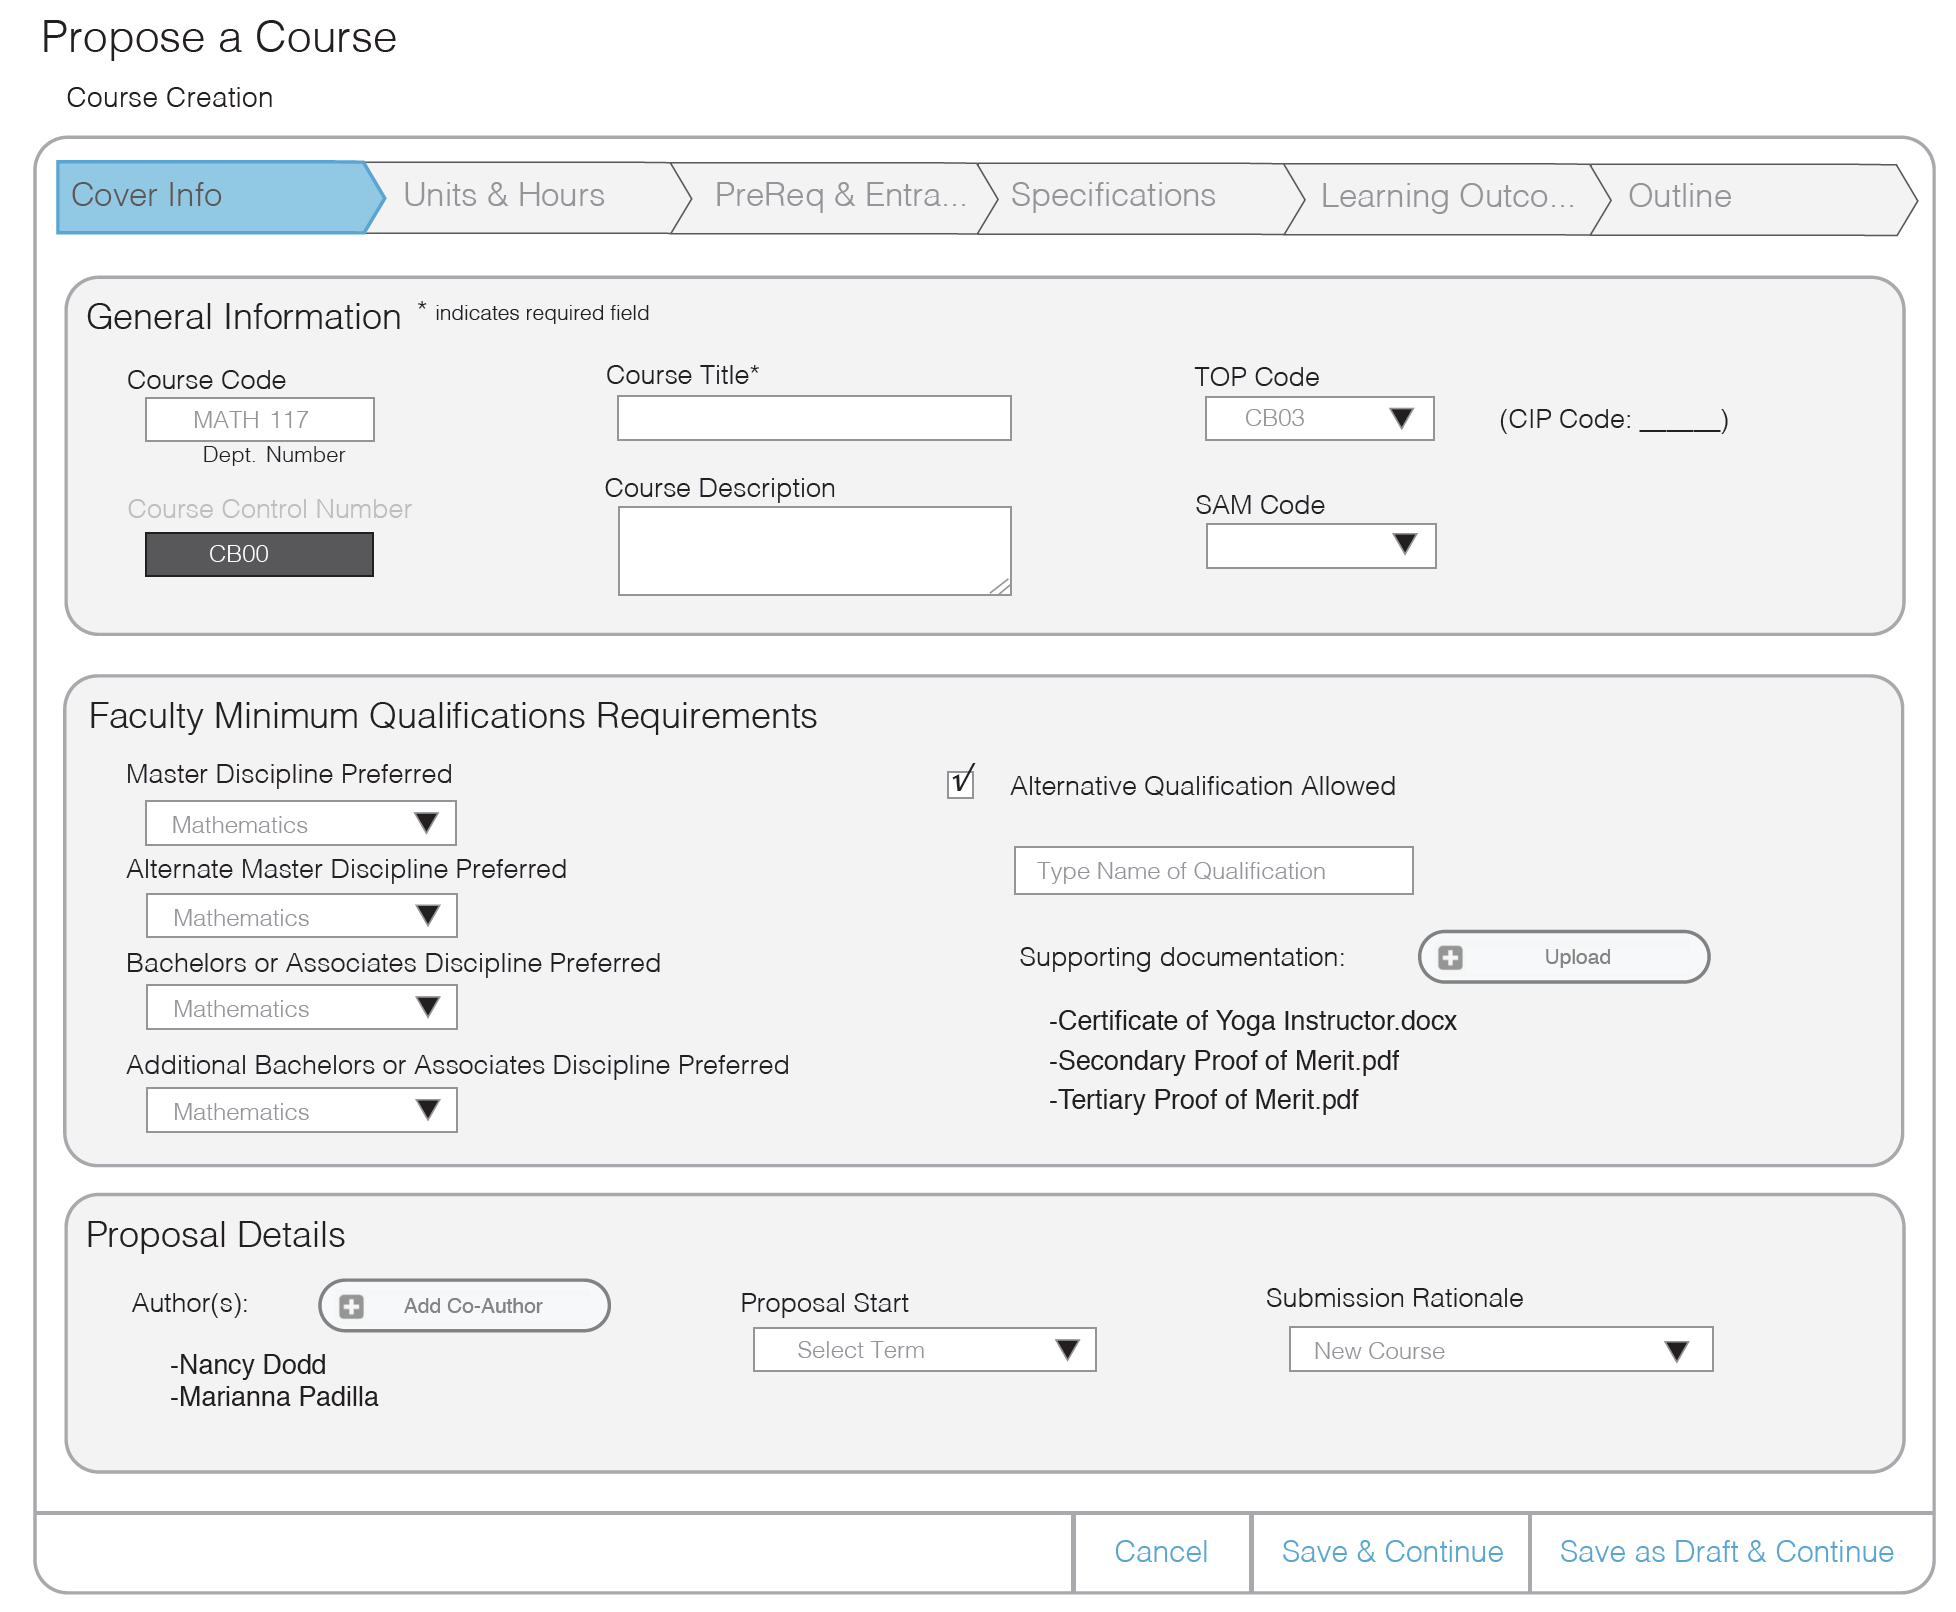 Propose a Course
Course Creation
Cover Info
Units & Hours
PreReq & Entra...
Specifications
Learning Outco...
Outline
General Information * indicates required field
Course Code
MATH 117
Dept. Number
Course Control Number
CB00
Course Title*
Course Description
TOP Code
CB03
(CIP Code: ______)
SAM Code
Faculty Minimum Qualifications Requirements
Master Discipline Preferred
Mathematics
Alternate Master Discipline Preferred
Mathematics
Bachelors or Associates Discipline Preferred
Mathematics
Additional Bachelors or Associates Discipline Preferred
Mathematics
Alternative Qualification Allowed
Type Name of Qualification
Supporting documentation:
Upload
-Certificate of Yoga Instructor.docx
-Secondary Proof of Merit.pdf
-Tertiary Proof of Merit.pdf
Proposal Details
Author(s):
Add Co-Author
-Nancy Dodd
-Marianna Padilla
Proposal Start
Select Term
Submission Rationale
New Course
Cancel
Save & Continue
Save as Draft & Continue